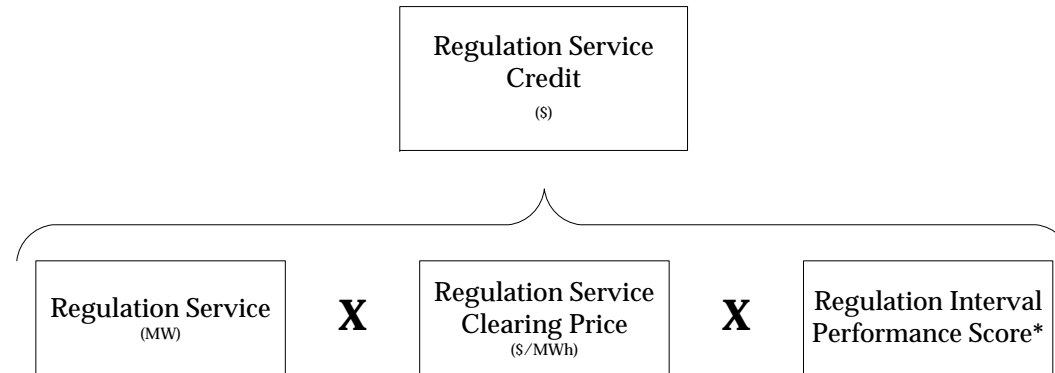 Regulation Service
Credit
($)
Regulation Service
(MW)
X
Regulation Service
Clearing Price
($/MWh)
X
Regulation Interval
Performance Score*